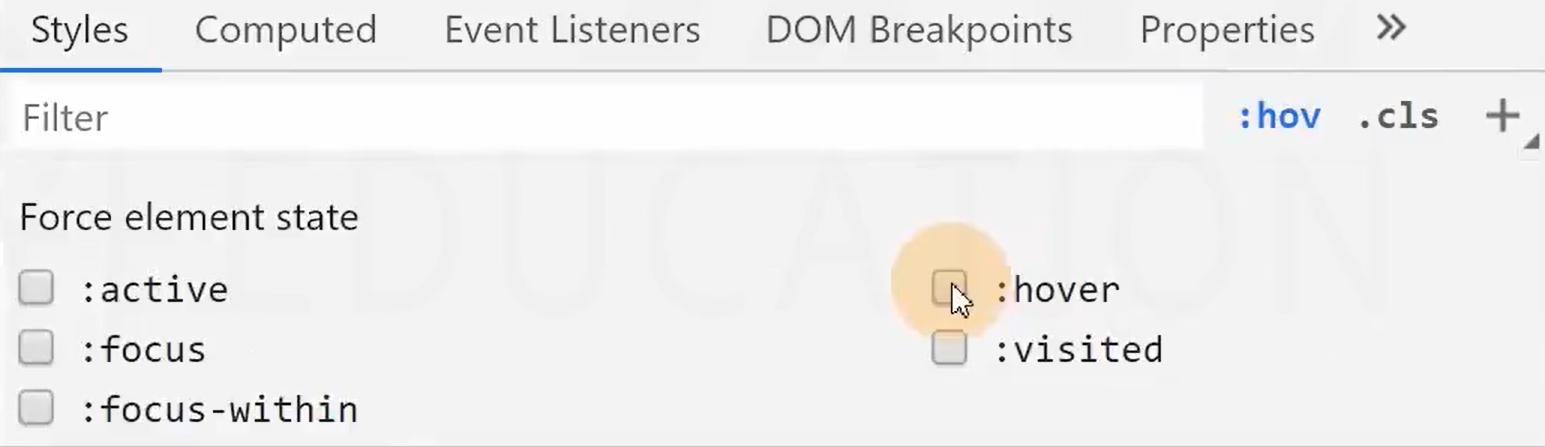 Styles Computed Event Listeners DOM Breakpoints Properties »
Filter :hov .cls +
EDUCATION
Force element state
:active :hover
:focus :visited
:focus-within